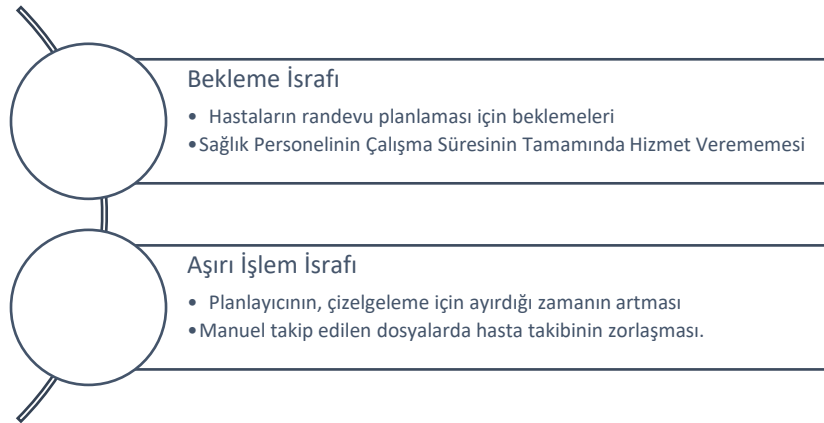 Bekleme İsrafı
• Hastaların randevu planlaması için beklemeleri
•Sağlık Personelinin Çalışma Süresinin Tamamında Hizmet Verememesi
Aşırı İşlem İsrafı
• Planlayıcının, çizelgeleme için ayırdığı zamanın artması
•Manuel takip edilen dosyalarda hasta takibinin zorlaşması.